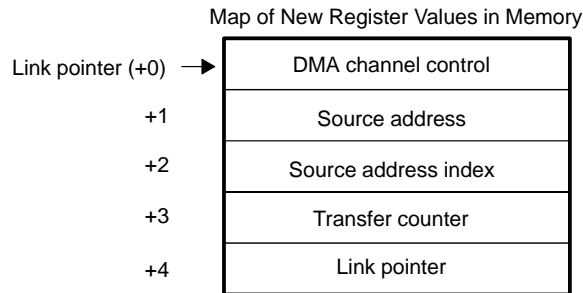 Map of New Register Values in Memory
Link pointer (+0) DMA channel control
+1 Source address
+2 Source address index
+3 Transfer counter
+4 Link pointer